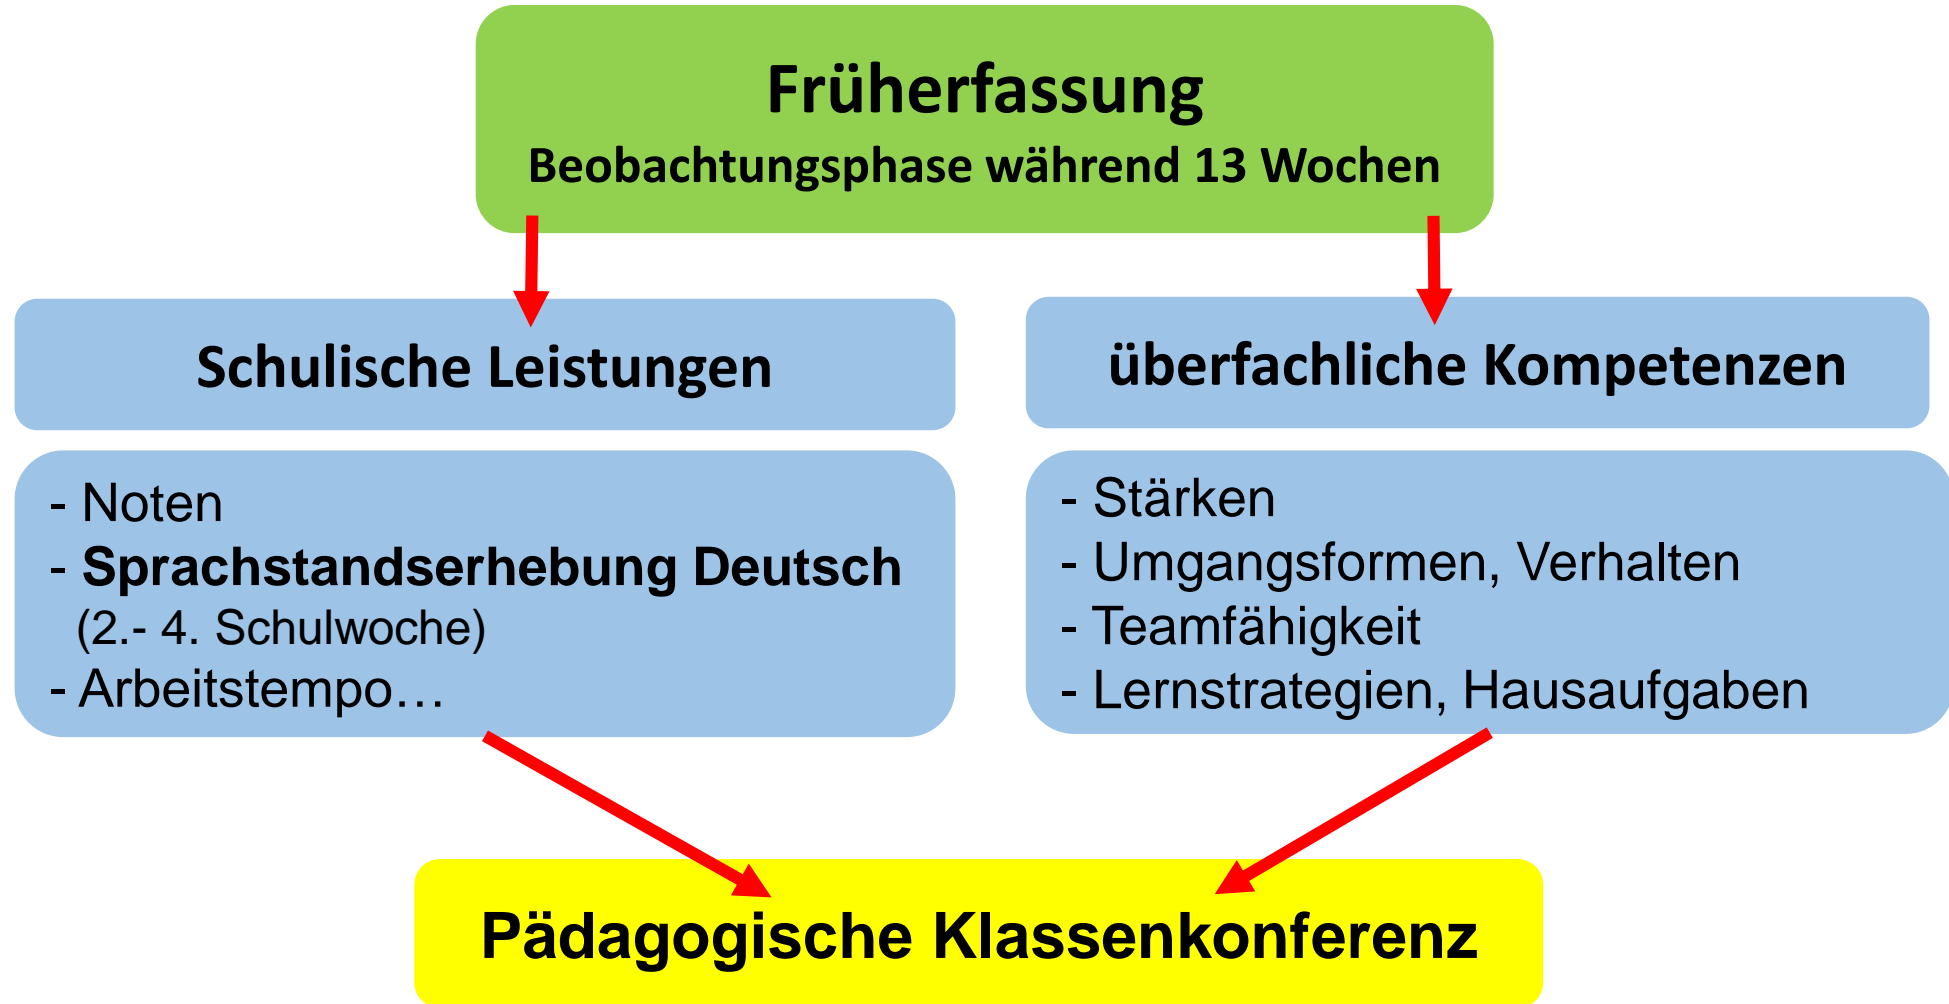 Früherfassung
Beobachtungsphase während 13 Wochen
Schulische Leistungen
- Noten
- Sprachstandserhebung Deutsch
(2.- 4. Schulwoche)
- Arbeitstempo…
überfachliche Kompetenzen
- Stärken
- Umgangsformen, Verhalten
- Teamfähigkeit
- Lernstrategien, Hausaufgaben
Pädagogische Klassenkonferenz